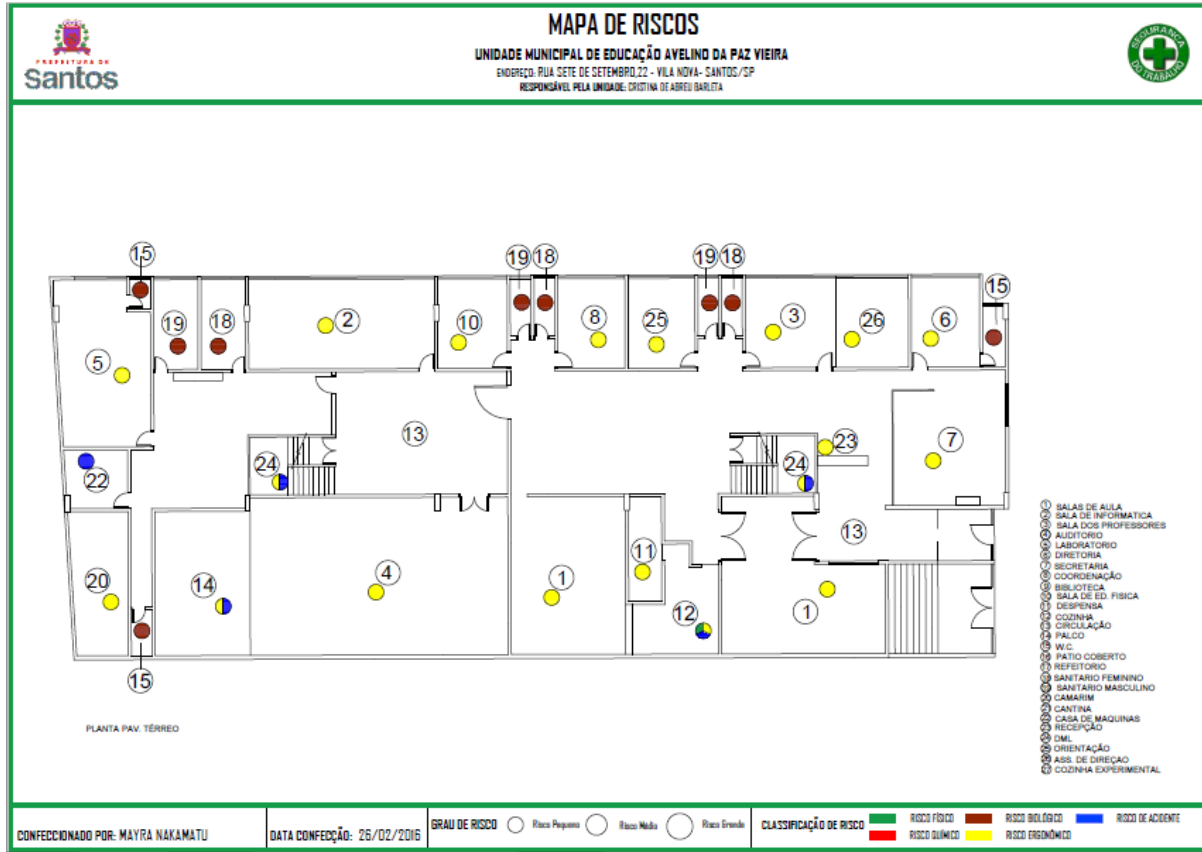 MAPA DE RISCOS
UNIDADE MUNICIPAL DE EDUCAÇÃO AVELINO DA PAZ VIEIRA
ENDEREÇO: RUA SETE DE SETEMBRO,22 - VILA NOVA- SANTOS/SP
RESPONSÁVEL PELA UNIDADE: CRISTINA DE ABREU BARLETA
PREFEITURA DE
Santos
SEGURANÇA
DO TRABALHO
15
19 18 19 18 15
19 18 2 10 8 25 3 26 6
5
13 23 7
22 24 24
13
20 14 4 1 11
12 1
15
PLANTA PAV. TÉRREO
1 SALAS DE AULA
2 SALA DE INFORMATICA
3 SALA DOS PROFESSORES
4 AUDITORIO
5 LABORATORIO
6 DIRETORIA
7 SECRETARIA
8 COORDENAÇÃO
9 BIBLIOTECA
10 SALA DE ED. FISICA
11 DESPENSA
12 COZINHA
13 CIRCULAÇÃO
14 PALCO
15 W.C.
16 PATIO COBERTO
17 REFEITORIO
18 SANITARIO FEMININO
19 SANITARIO MASCULINO
20 CAMARIM
21 CANTINA
22 CASA DE MAQUINAS
23 RECEPÇÃO
24 DML
25 ORIENTAÇÃO
26 ASS. DE DIREÇAO
27 COZINHA EXPERIMENTAL
CONFECCIONADO POR: MAYRA NAKAMATU
DATA CONFECÇÃO: 26/02/2016
GRAU DE RISCO Risco Pequeno Risco Médio Risco Grande
CLASSIFICAÇÃO DE RISCO
RISCO FÍSICO RISCO BIOLÓGICO RISCO DE ACIDENTE
RISCO QUÍMICO RISCO ERGONÔMICO